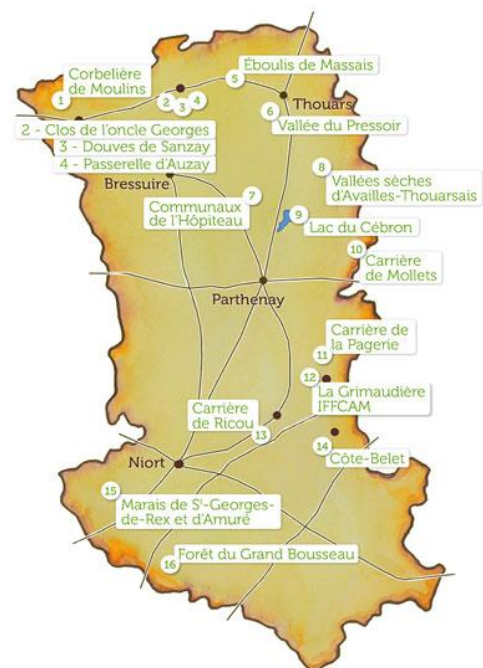 Corbelière
de Moulins
1
2
3
4
5
Éboulis de Massais
Thouars
6
Vallée du Pressoir
2 - Clos de l'oncle Georges
3 - Douves de Sanzay
4 - Passerelle d'Auzay
Bressuire
7
Communaux
de l'Hôpiteau
8
Vallées sèches
d'Availles-Thouarsais
9
Lac du Cébron
10
Carrière
de Mollets
Parthenay
Carrière de
la Pagerie
11
12
La Grimaudière
IFFCAM
Carrière
de Ricou
13
14
Côte-Belet
Niort
15
Marais de St-Georges-
de-Rex et d'Amuré
Forêt du Grand Bousseau
16